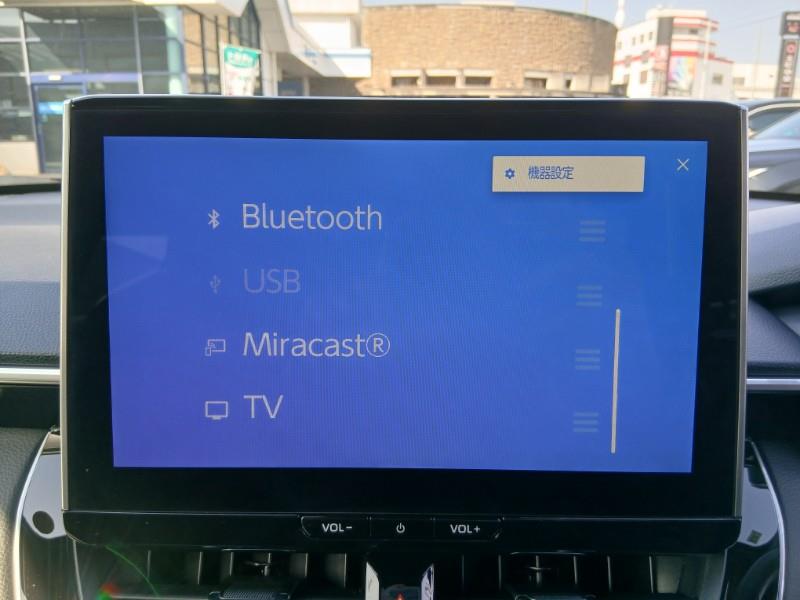 機器設定
Bluetooth
USB
Miracast®
TV
VOL-
VOL+